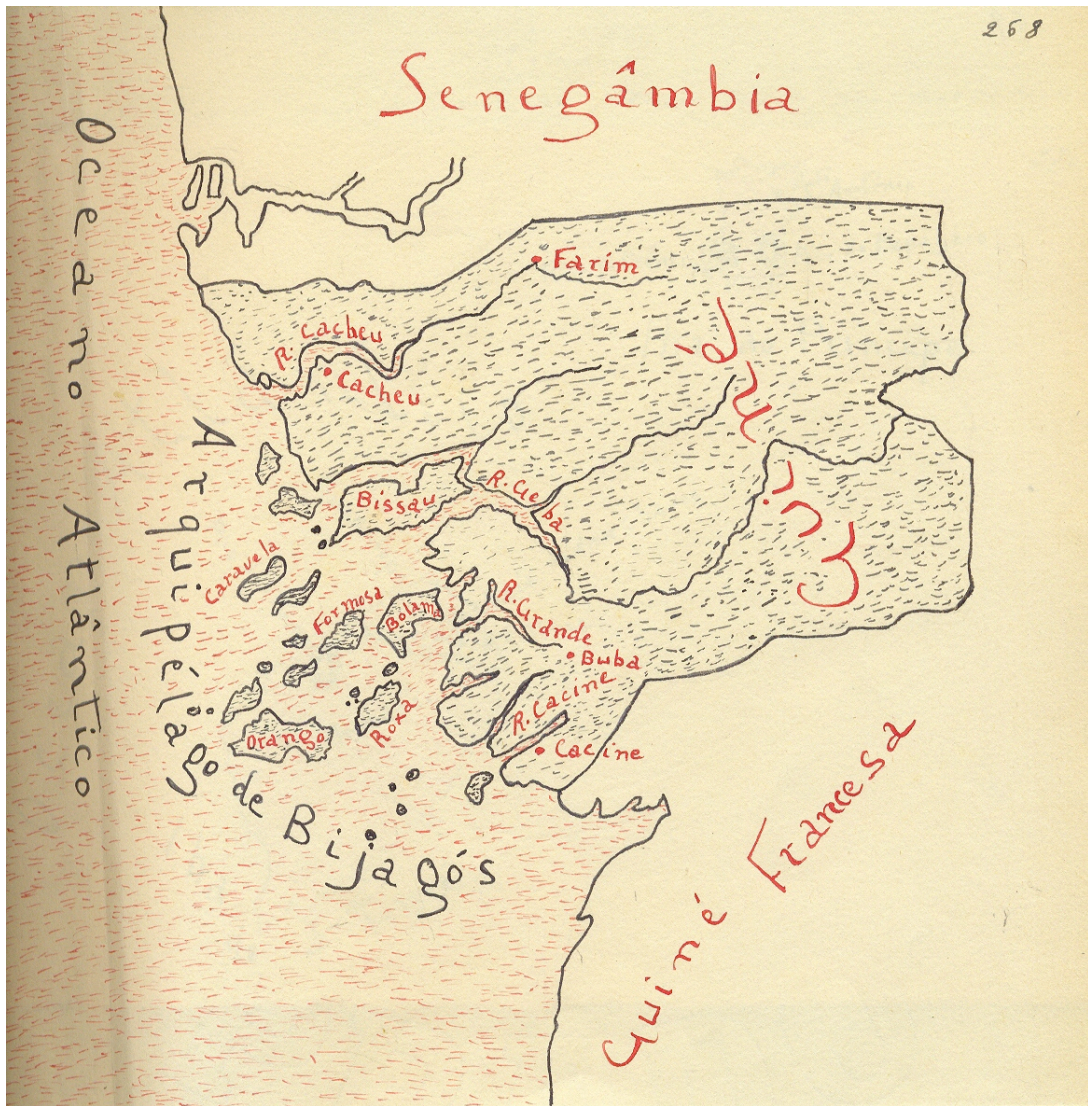 268
Senegâmbia
Oceano Atlântico
Farim
R. Cacheu
Cacheu
Guiné
Arquipélago de Bijagós
Bissau
R. Geba
Caravela
Formosa
Bolama
R. Grande
Buba
R. Cacine
Roxa
Orango
Cacine
Guiné Francesa